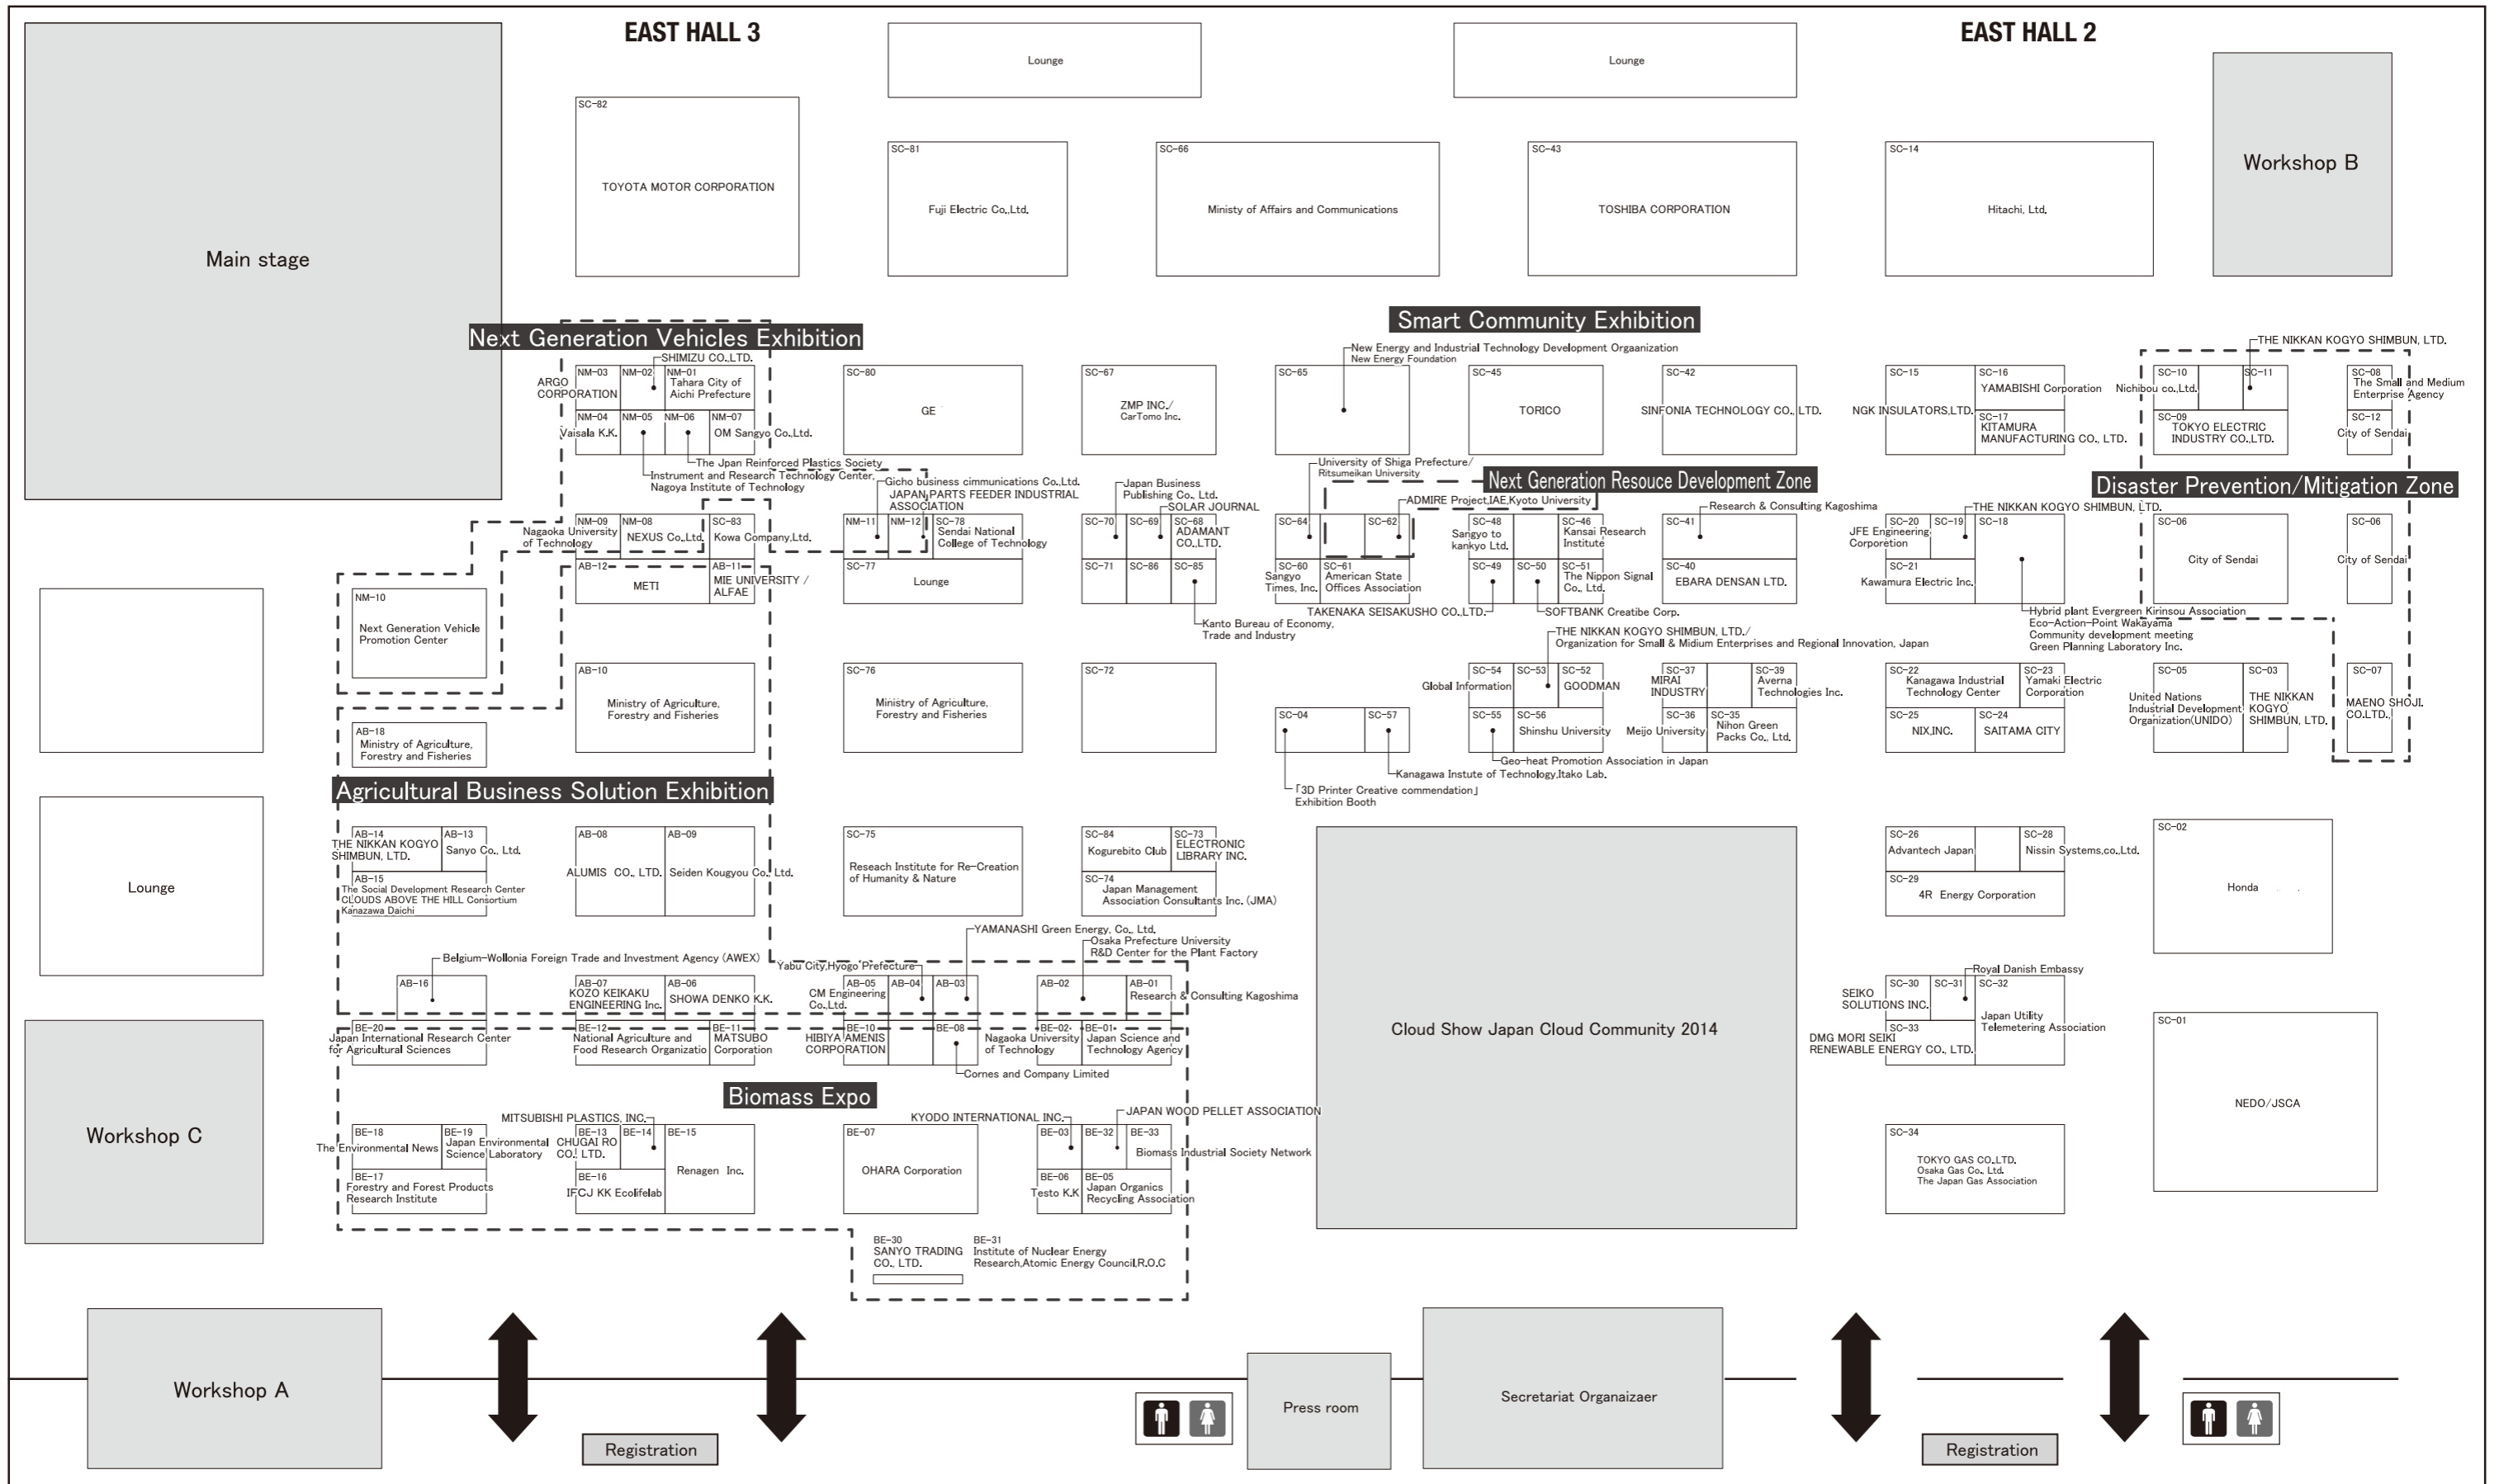 EAST HALL 3
EAST HALL 2
Lounge
Lounge
Main stage
SC-82
TOYOTA MOTOR CORPORATION
SC-81
Fuji Electric Co.,Ltd.
SC-66
Ministy of Affairs and Communications
SC-43
TOSHIBA CORPORATION
SC-14
Hitachi, Ltd.
Workshop B
Next Generation Vehicles Exhibition
Smart Community Exhibition
SHIMIZU CO.,LTD.
NM-03
ARGO
CORPORATION
NM-02
NM-01
Tahara City of
Aichi Prefecture
NM-04
Vaisala K.K.
NM-05
NM-06
NM-07
OM Sangyo Co.,Ltd.
The Jpan Reinforced Plastics Society
Instrument and Research Technology Center,
Nagoya Institute of Technology
SC-80
GE
SC-67
ZMP INC./
CarTomo Inc.
New Energy and Industrial Technology Development Orgaanization
New Energy Foundation
SC-65
SC-45
TORICO
SC-42
SINFONIA TECHNOLOGY CO., LTD.
SC-15
NGK INSULATORS,LTD.
SC-16
YAMABISHI Corporation
SC-17
KITAMURA
MANUFACTURING CO., LTD.
THE NIKKAN KOGYO SHIMBUN, LTD.
SC-10
Nichibou co.,Ltd.
SC-11
SC-09
TOKYO ELECTRIC
INDUSTRY CO.,LTD.
SC-08
The Small and Medium
Enterprise Agency
SC-12
City of Sendai
Disaster Prevention/Mitigation Zone
Next Generation Resouce Development Zone
Gicho business cimmunications Co.,Ltd.
JAPAN PARTS FEEDER INDUSTRIAL
ASSOCIATION
Japan Business
Publishing Co., Ltd.
SOLAR JOURNAL
University of Shiga Prefecture/
Ritsumeikan University
ADMIRE Project,IAE,Kyoto University
Research & Consulting Kagoshima
THE NIKKAN KOGYO SHIMBUN, LTD.
NM-09
Nagaoka University
of Technology
NM-08
NEXUS Co.,Ltd.
SC-83
Kowa Company,Ltd.
AB-12
METI
AB-11
MIE UNIVERSITY /
ALFAE
NM-11
NM-12
SC-78
Sendai National
College of Technology
SC-77
Lounge
SC-70
SC-69
SC-68
ADAMANT
CO.,LTD.
SC-71
SC-86
SC-85
Kanto Bureau of Economy,
Trade and Industry
SC-64
SC-62
SC-60
Sangyo
Times, Inc.
SC-61
American State
Offices Association
SC-48
Sangyo to
kankyo Ltd.
SC-46
Kansai Research
Institute
SC-49
SC-50
SC-51
The Nippon Signal
Co., Ltd.
TAKENAKA SEISAKUSHO CO.,LTD.
SOFTBANK Creatibe Corp.
SC-41
SC-40
EBARA DENSAN LTD.
SC-20
JFE Engineering
Corporation
SC-19
SC-18
SC-21
Kawamura Electric Inc.
Hybrid plant Evergreen Kirinsou Association
Eco-Action-Point Wakayama
Community development meeting
Green Planning Laboratory Inc.
SC-06
City of Sendai
SC-06
City of Sendai
NM-10
Next Generation Vehicle
Promotion Center
THE NIKKAN KOGYO SHIMBUN, LTD./
Organization for Small & Midium Enterprises and Regional Innovation, Japan
AB-10
Ministry of Agriculture,
Forestry and Fisheries
SC-76
Ministry of Agriculture,
Forestry and Fisheries
SC-72
SC-04
SC-57
SC-54
Global Information
SC-53
SC-52
GOODMAN
SC-55
SC-56
Shinshu University
Geo-heat Promotion Association in Japan
Kanagawa Instute of Technology,Itako Lab.
「3D Printer Creative commendation」
Exhibition Booth
SC-37
MIRAI
INDUSTRY
SC-39
Averna
Technologies Inc.
SC-36
Meijo University
SC-35
Nihon Green
Packs Co., Ltd.
SC-22
Kanagawa Industrial
Technology Center
SC-23
Yamaki Electric
Corporation
SC-25
NIX,INC.
SC-24
SAITAMA CITY
SC-05
United Nations
Industrial Development
Organization(UNIDO)
SC-03
THE NIKKAN
KOGYO
SHIMBUN, LTD.
SC-07
MAENO SHOJI.
CO.LTD.,
AB-18
Ministry of Agriculture,
Forestry and Fisheries
Agricultural Business Solution Exhibition
Lounge
AB-14
THE NIKKAN KOGYO
SHIMBUN, LTD.
AB-13
Sanyo Co., Ltd.
AB-15
The Social Development Research Center
CLOUDS ABOVE THE HILL Consortium
Kanazawa Daichi
AB-08
ALUMIS CO., LTD.
AB-09
Seiden Kougyou Co., Ltd.
SC-75
Reseach Institute for Re-Creation
of Humanity & Nature
SC-84
Kogurebito Club
SC-73
ELECTRONIC
LIBRARY INC.
SC-74
Japan Management
Association Consultants Inc. (JMA)
Cloud Show Japan Cloud Community 2014
SC-26
Advantech Japan
SC-28
Nissin Systems,co.,Ltd.
SC-29
4R Energy Corporation
SC-02
Honda
Belgium-Wollonia Foreign Trade and Investment Agency (AWEX)
YAMANASHI Green Energy, Co., Ltd.
Osaka Prefecture University
R&D Center for the Plant Factory
Yabu City,Hyogo Prefecture
AB-16
AB-07
KOZO KEIKAKU
ENGINEERING Inc.
AB-06
SHOWA DENKO K.K.
AB-05
CM Engineering
Co.,Ltd.
AB-04
AB-03
AB-02
AB-01
Research & Consulting Kagoshima
BE-20
Japan International Research Center
for Agricultural Sciences
BE-12
National Agriculture and
Food Research Organizatio
BE-11
MATSUBO
Corporation
BE-10
HIBIYA AMENIS
CORPORATION
BE-08
BE-02
Nagaoka University
of Technology
BE-01
Japan Science and
Technology Agency
Cornes and Company Limited
Royal Danish Embassy
SC-30
SEIKO
SOLUTIONS INC.
SC-31
SC-32
Japan Utility
Telemetering Association
SC-33
DMG MORI SEIKI
RENEWABLE ENERGY CO., LTD.
SC-01
NEDO/JSCA
Biomass Expo
Workshop C
MITSUBISHI PLASTICS, INC.
KYODO INTERNATIONAL INC.
JAPAN WOOD PELLET ASSOCIATION
BE-18
The Environmental News
BE-19
Japan Environmental
Science Laboratory
BE-17
Forestry and Forest Products
Research Institute
BE-13
CHUGAI RO
CO., LTD.
BE-14
BE-15
Renagen Inc.
BE-16
IFCJ KK Ecolifelab
BE-07
OHARA Corporation
BE-03
BE-32
BE-33
Biomass Industrial Society Network
BE-06
Testo K.K
BE-05
Japan Organics
Recycling Association
SC-34
TOKYO GAS CO.,LTD.
Osaka Gas Co., Ltd.
The Japan Gas Association
BE-30
SANYO TRADING
CO., LTD.
BE-31
Institute of Nuclear Energy
Research,Atomic Energy Council,R.O.C
Workshop A
Press room
Secretariat Organaizaer
Registration
Registration